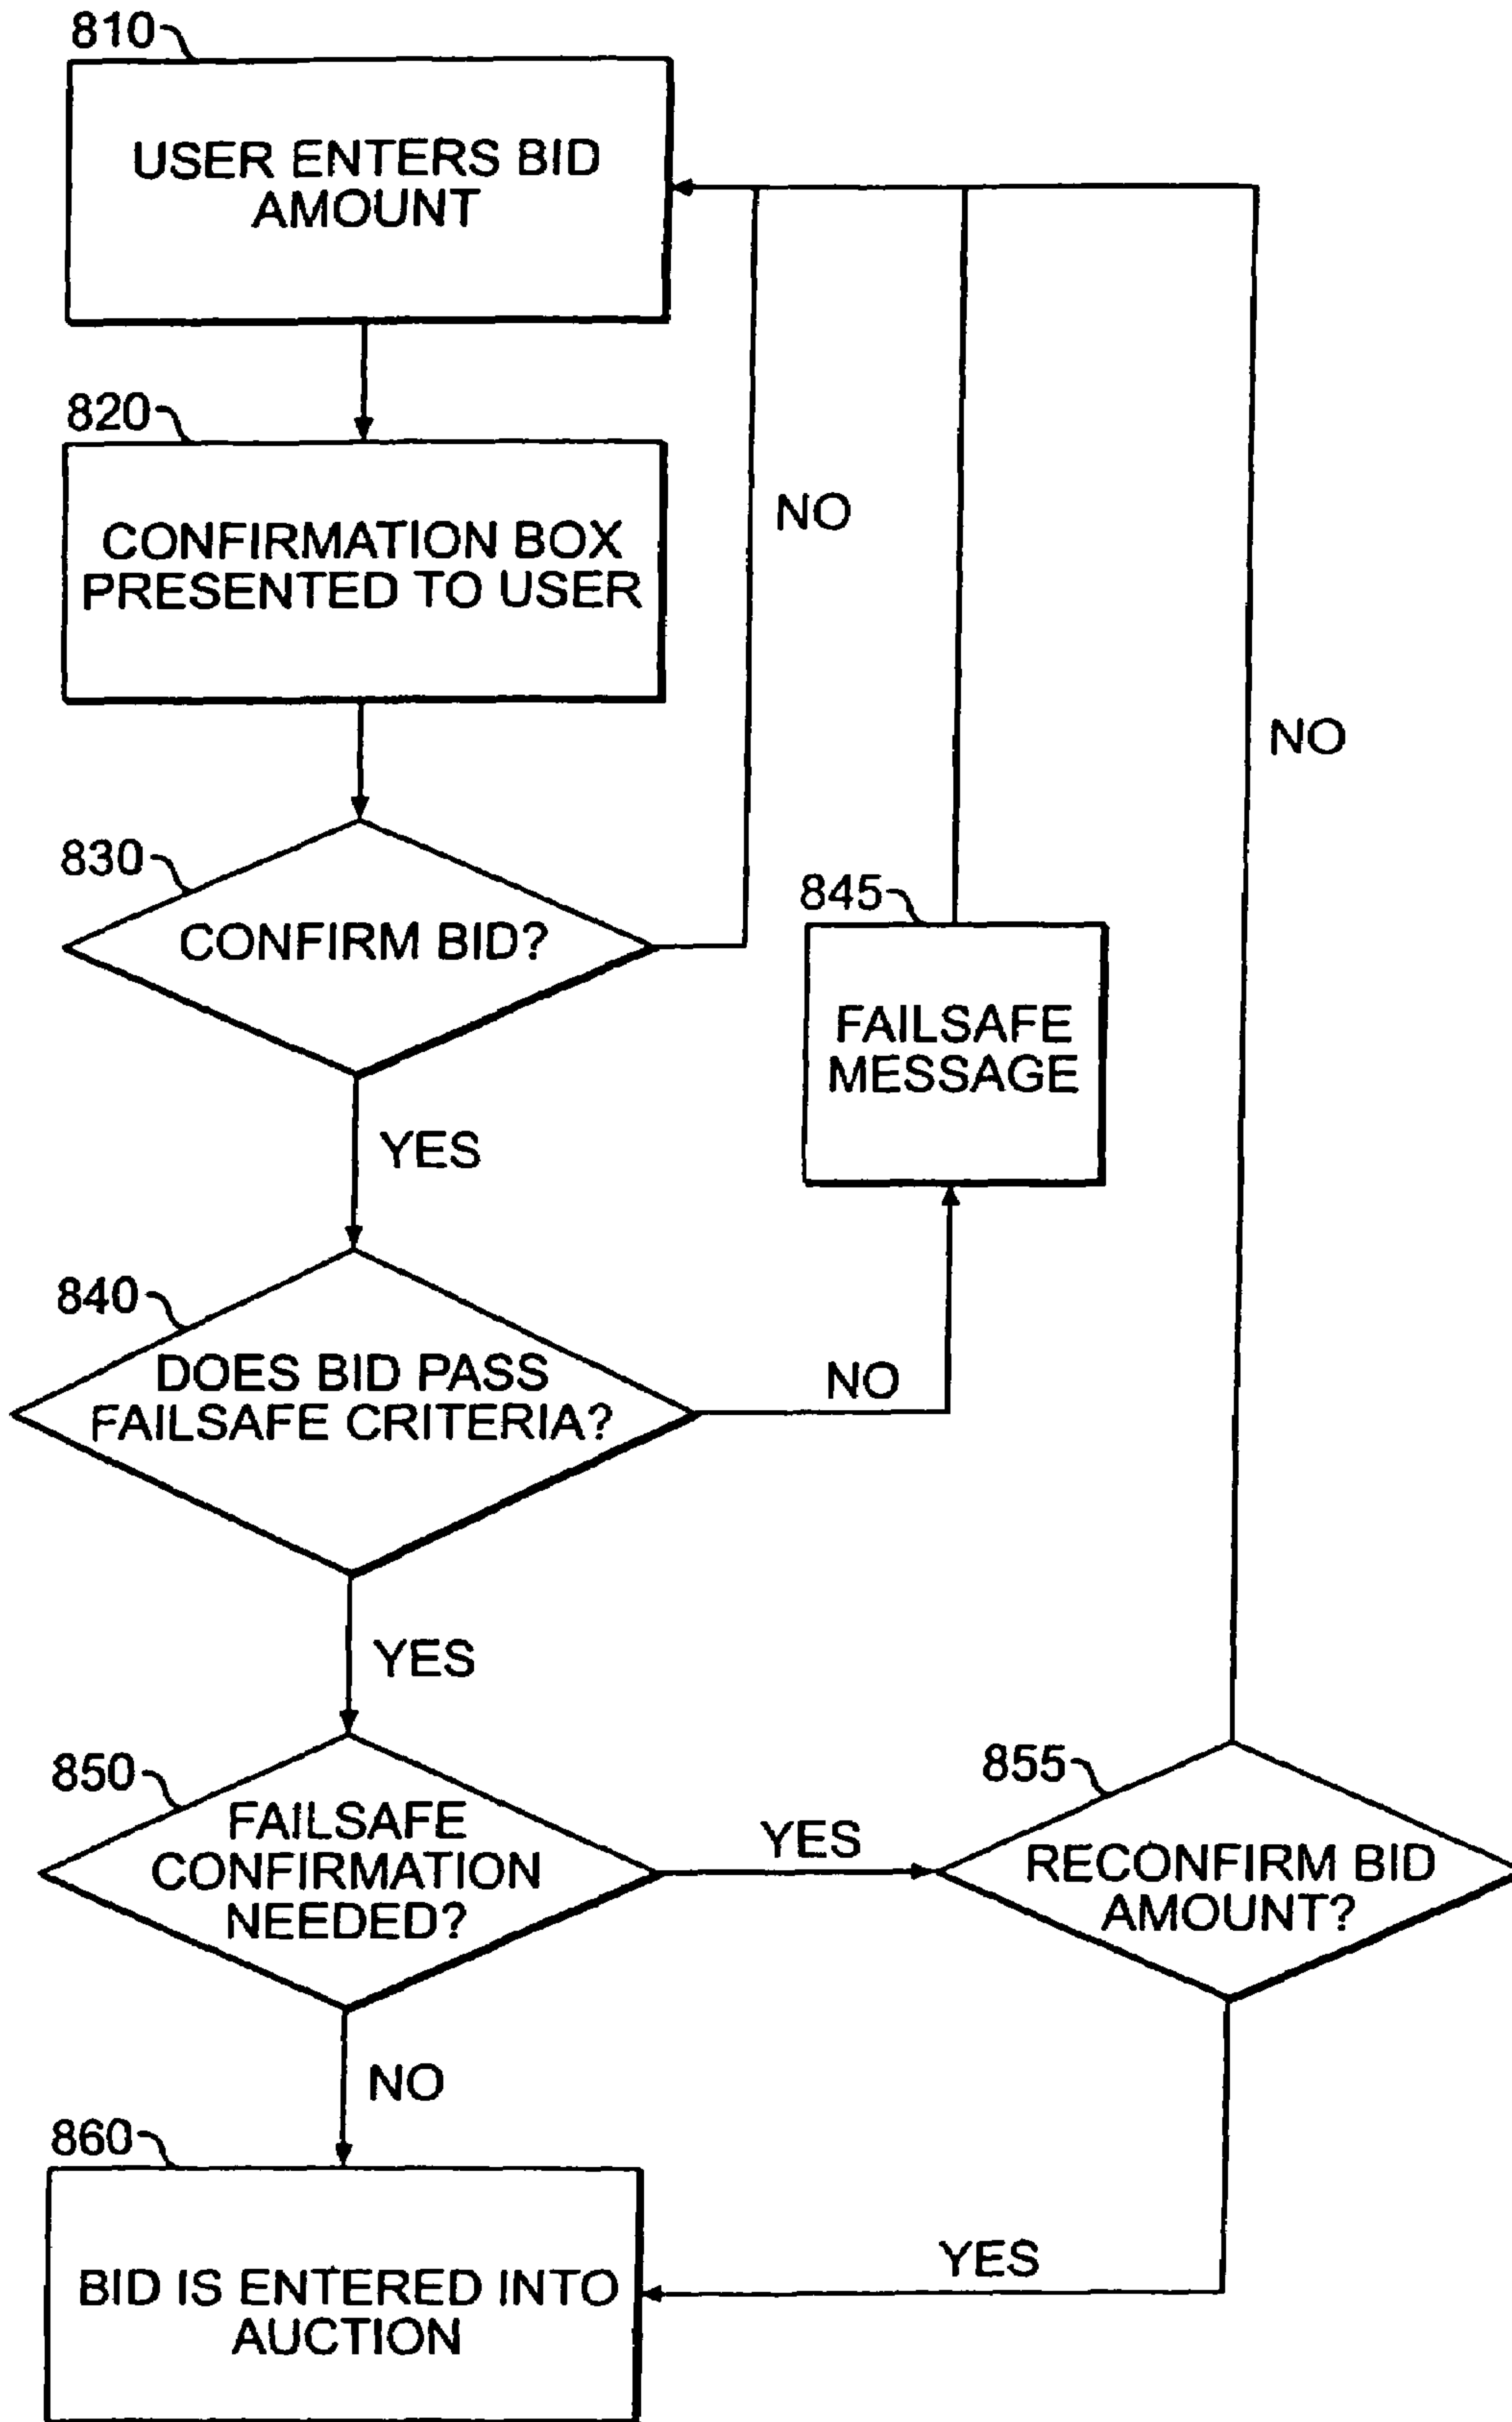 810
USER ENTERS BID
AMOUNT
820
CONFIRMATION BOX
PRESENTED TO USER
NO
NO
830
CONFIRM BID?
845
FAILSAFE
MESSAGE
YES
840
DOES BID PASS
FAILSAFE CRITERIA?
NO
YES
850
FAILSAFE
CONFIRMATION
NEEDED?
YES
855
RECONFIRM BID
AMOUNT?
NO
860
BID IS ENTERED INTO
AUCTION
YES